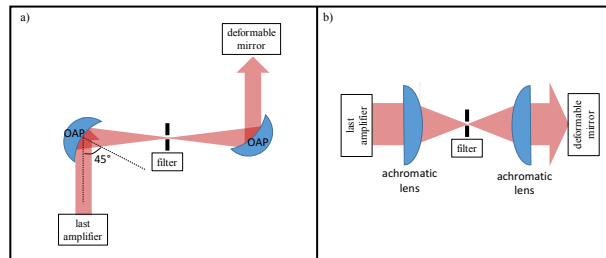 a)
deformable
mirror
OAP
OAP
45°
filter
last
amplifier
b)
last
amplifier
filter
deformable
mirror
achromatic
lens
achromatic
lens